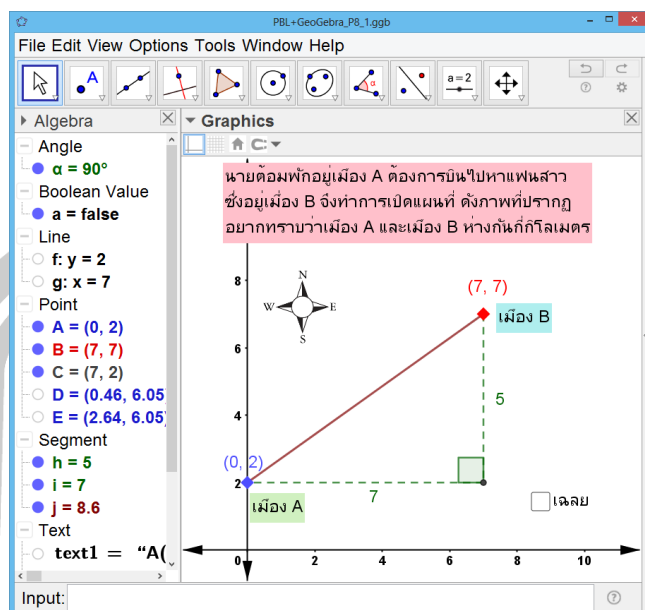 PBL+GeoGebra_P8_1.ggb
File Edit View Options Tools Window Help
A
α
a = 2
Algebra
Graphics
Angle
α = 90°
Boolean Value
a = false
Line
f: y = 2
g: x = 7
Point
A = (0, 2)
B = (7, 7)
C = (7, 2)
D = (0.46, 6.05)
E = (2.64, 6.05)
Segment
h = 5
i = 7
j = 8.6
Text
text1 = “A(
นายต้อมพักอยู่เมือง A ต้องการบินไปหาแฟนสาว
ซึ่งอยู่เมื่อง B จึงทำการเปิดแผนที่ ดังภาพที่ปรากฏ
อยากทราบว่าเมือง A และเมือง B ห่างกันกี่กิโลเมตร
8
N
W
E
S
(7, 7)
เมือง B
6
4
5
(0, 2)
2
7
เมือง A
เฉลย
0
2
4
6
8
10
Input: